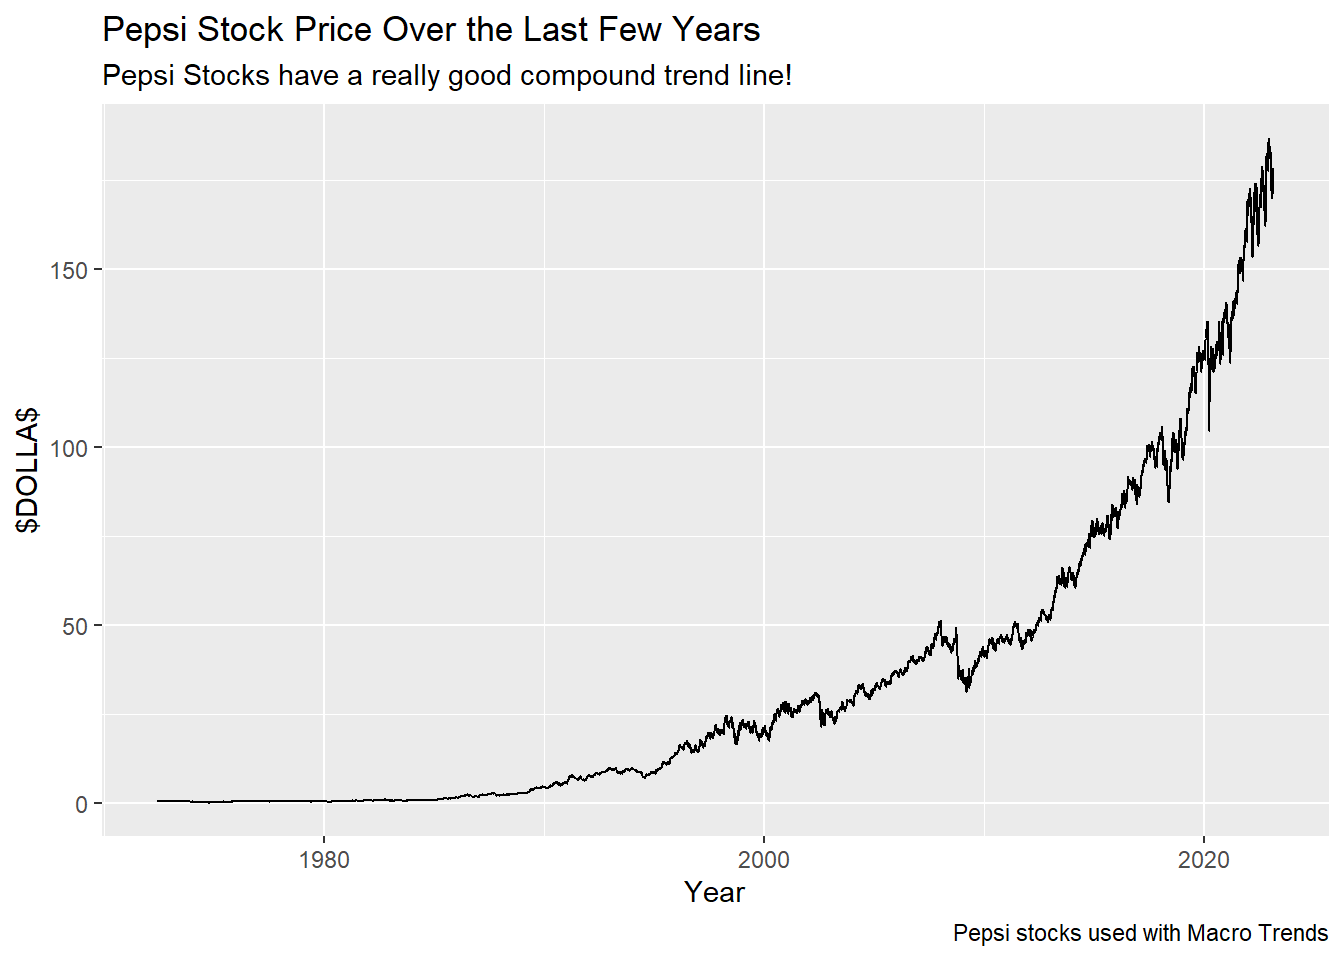 Pepsi Stock Price Over the Last Few Years
Pepsi Stocks have a really good compound trend line!
150
100
50
0
$DOLLA$
1980
2000
2020
Year
Pepsi stocks used with Macro Trends